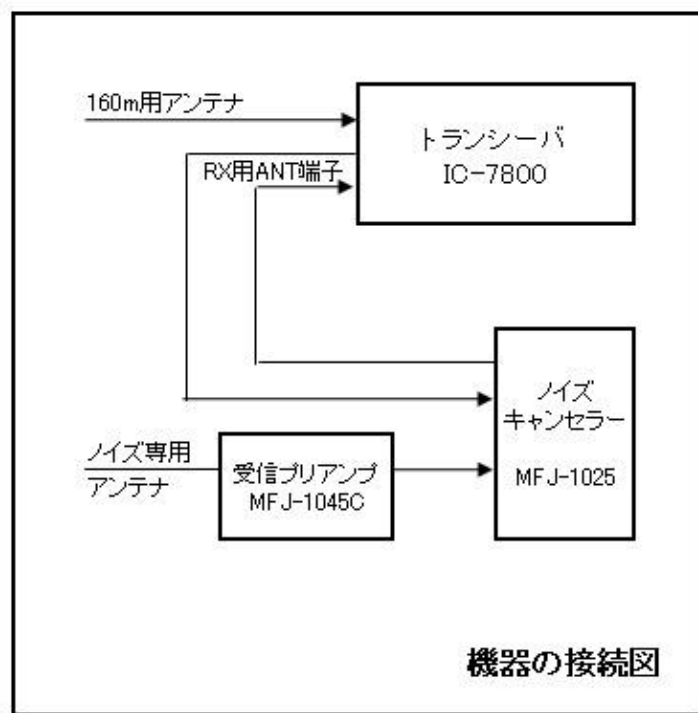 160m用アンテナ
トランシーバ
IC-7800
RX用ANT端子
ノイズ
キャンセラー
MFJ-1025
ノイズ専用
アンテナ
受信プリアンプ
MFJ-1045C
機器の接続図